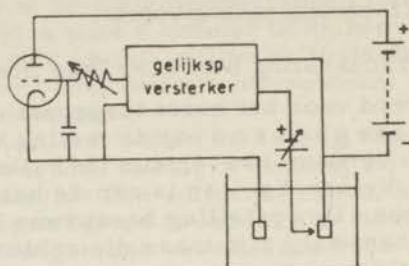 gelijksp.
versterker
+
-
+
-